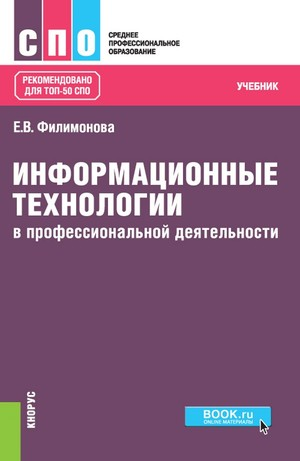 СПО
СРЕДНЕЕ
ПРОФЕССИОНАЛЬНОЕ
ОБРАЗОВАНИЕ
РЕКОМЕНДОВАНО
ДЛЯ ТОП-50 СПО
УЧЕБНИК
Е.В. Филимонова
ИНФОРМАЦИОННЫЕ
ТЕХНОЛОГИИ
в профессиональной деятельности
КНОРУС
BOOK.ru
ONLINE МАТЕРИАЛЫ